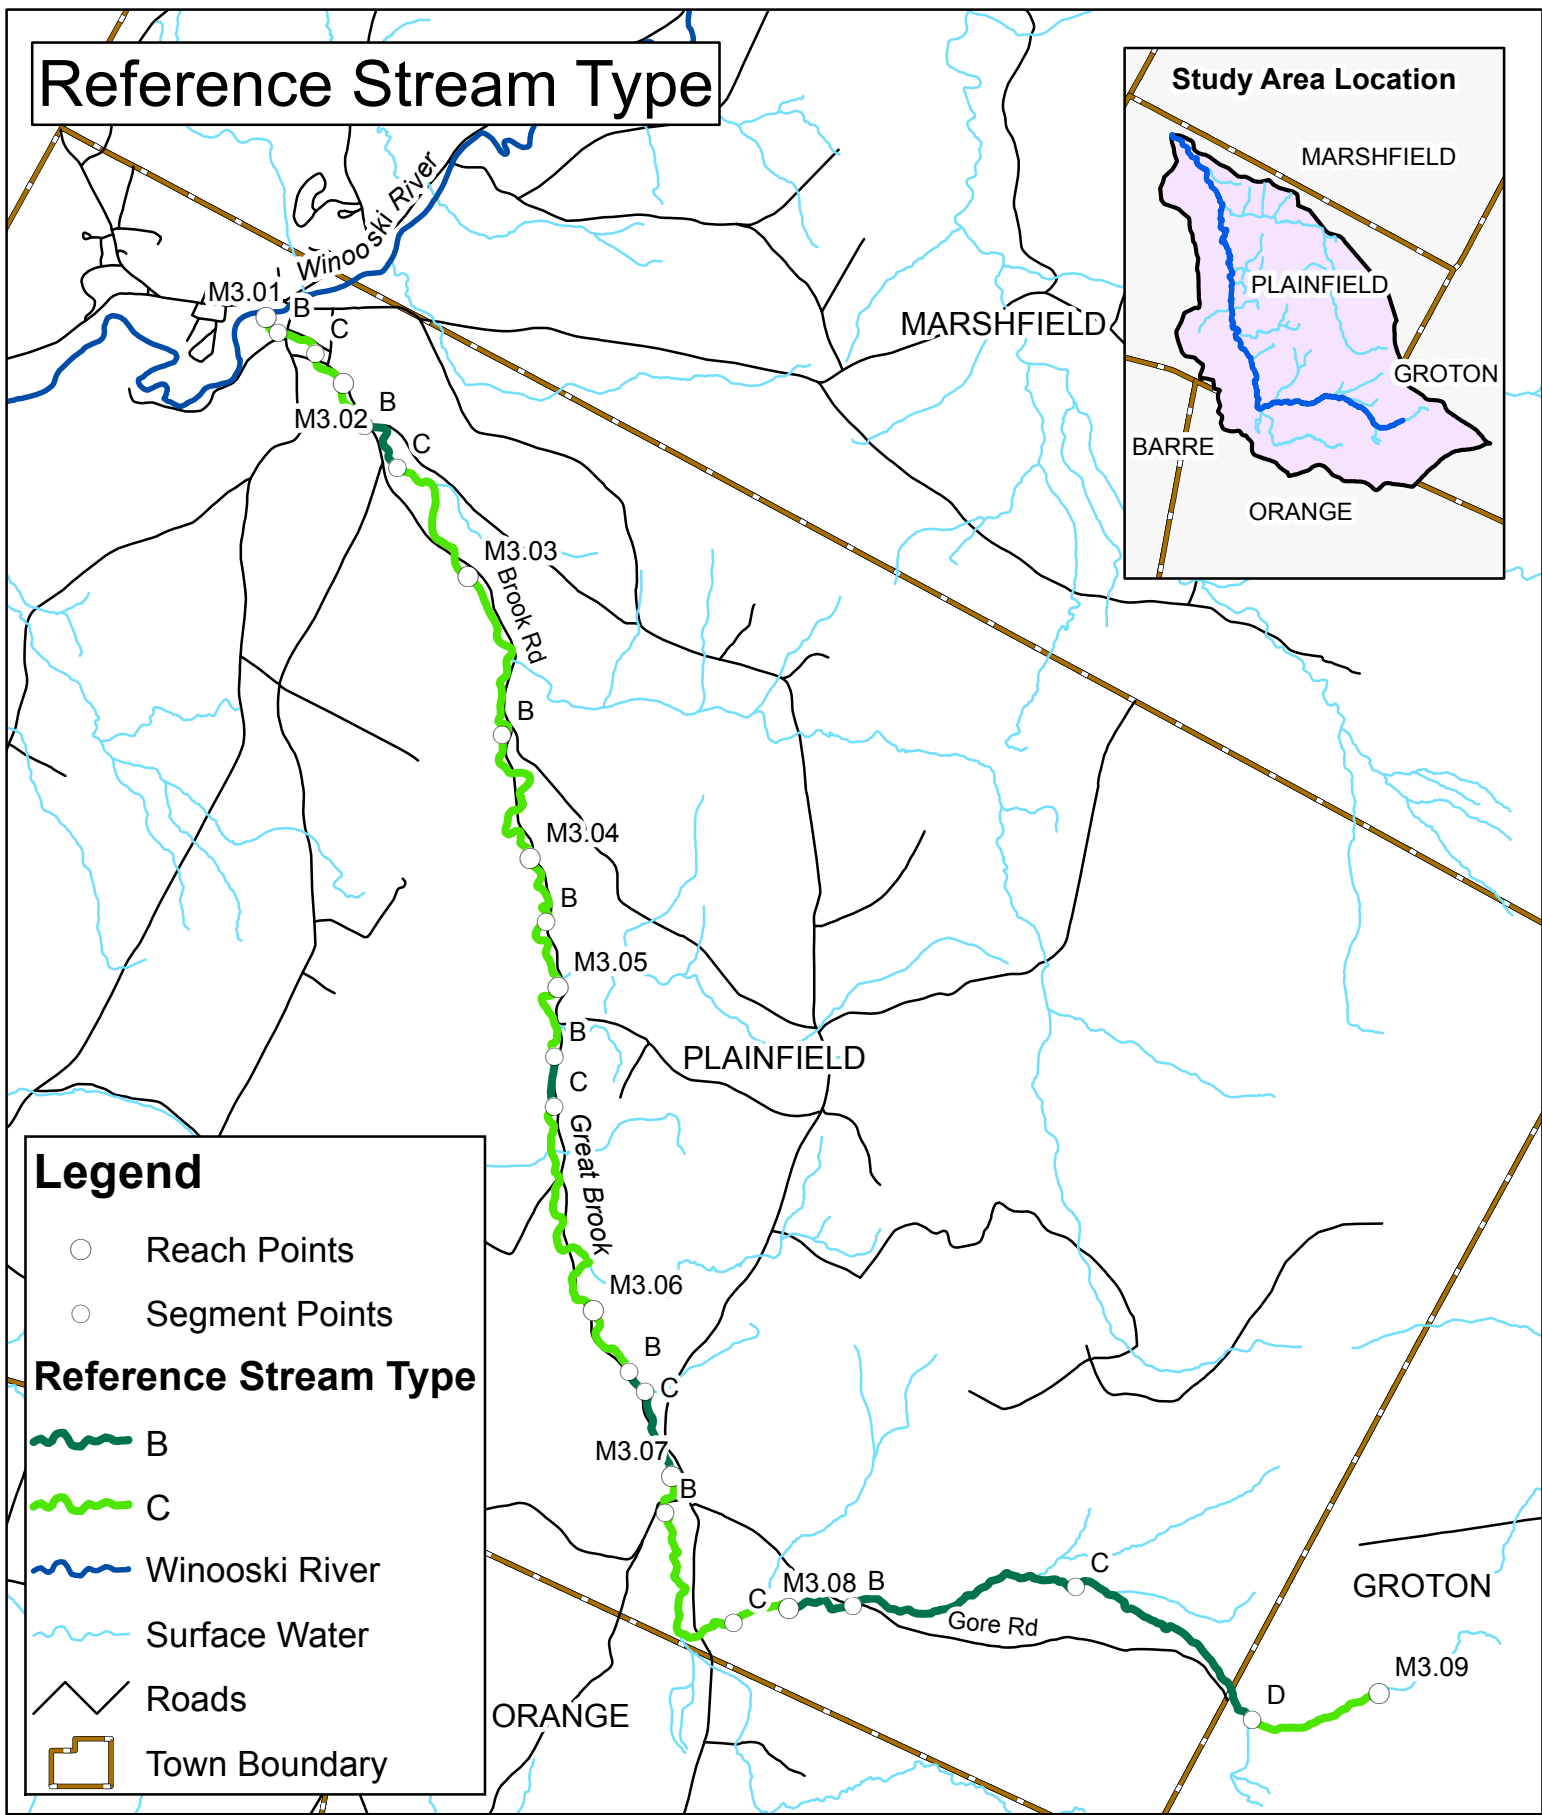 Reference Stream Type
Study Area Location
MARSHFIELD
PLAINFIELD
GROTON
BARRE
ORANGE
Winooski River
M3.01
B
C
MARSHFIELD
M3.02
B
C
M3.03
Brook Rd
B
M3.04
B
M3.05
B
PLAINFIELD
C
Great Brook
M3.06
B
C
M3.07
B
C
M3.08
B
C
Gore Rd
GROTON
M3.09
D
ORANGE
Legend
Reach Points
Segment Points
Reference Stream Type
B
C
Winooski River
Surface Water
Roads
Town Boundary